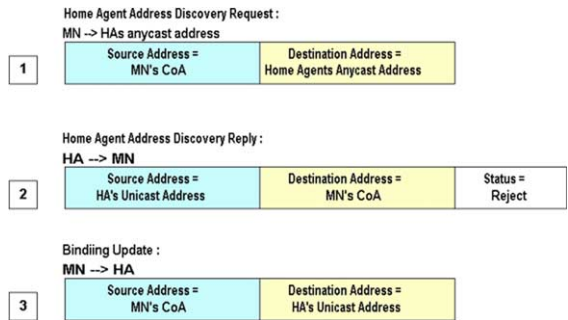 Home Agent Address Discovery Request :
MN --> HAs anycast address
1
Source Address =
MN's CoA
Destination Address =
Home Agents Anycast Address
Home Agent Address Discovery Reply :
HA --> MN
2
Source Address =
HA's Unicast Address
Destination Address =
MN's CoA
Status =
Reject
Bindiing Update :
MN --> HA
3
Source Address =
MN's CoA
Destination Address =
HA's Unicast Address